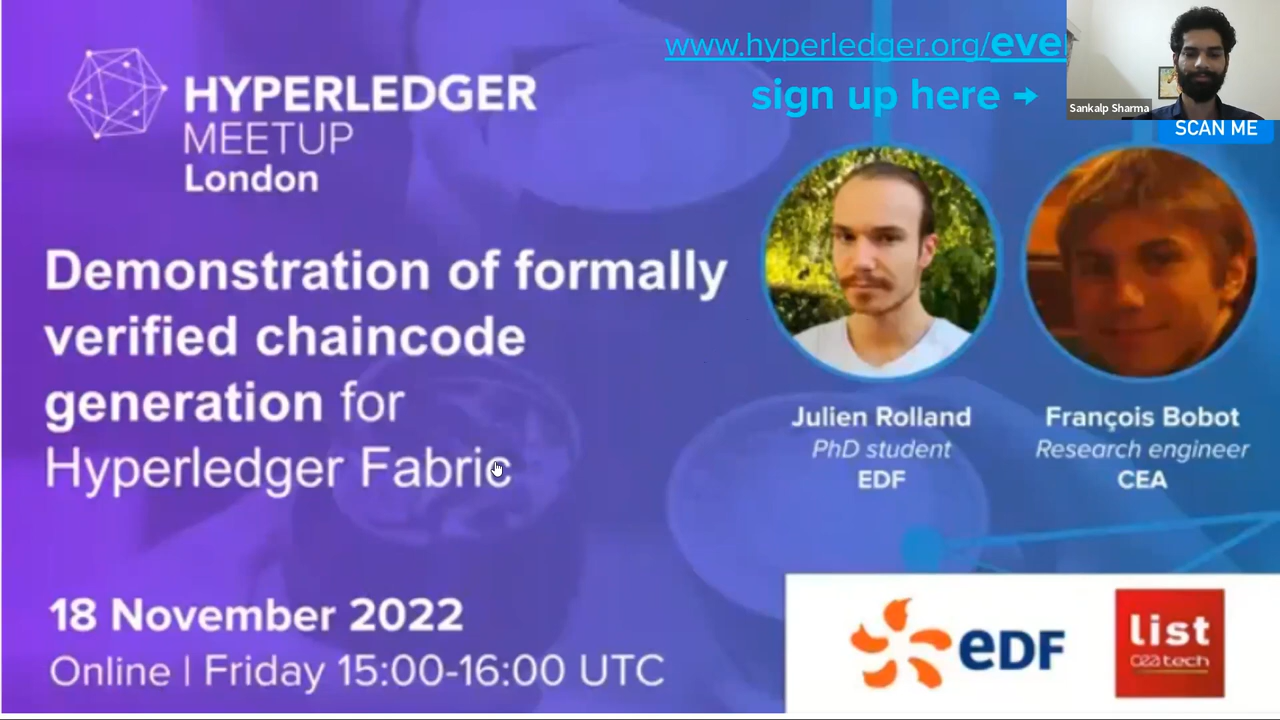 www.hyperledger.org/eve
sign up here →
Sankalp Sharma
SCAN ME
HYPERLEDGER
MEETUP
London
Demonstration of formally
verified chaincode
generation for
Hyperledger Fabric
Julien Rolland
PhD student
EDF
François Bobot
Research engineer
CEA
18 November 2022
Online | Friday 15:00-16:00 UTC
eDF
list
ceatech